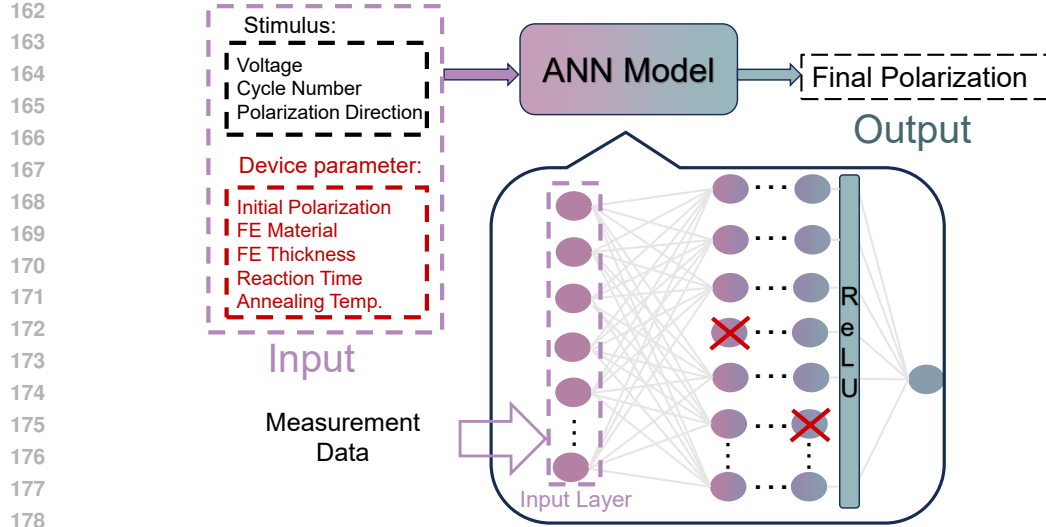 162
163
164
165
166
167
168
169
170
171
172
173
174
175
176
177
178
Stimulus:
Voltage
Cycle Number
Polarization Direction
Device parameter:
Initial Polarization
FE Material
FE Thickness
Reaction Time
Annealing Temp.
Input
ANN Model
Final Polarization
Output
Measurement
Data
Input Layer
ReLU